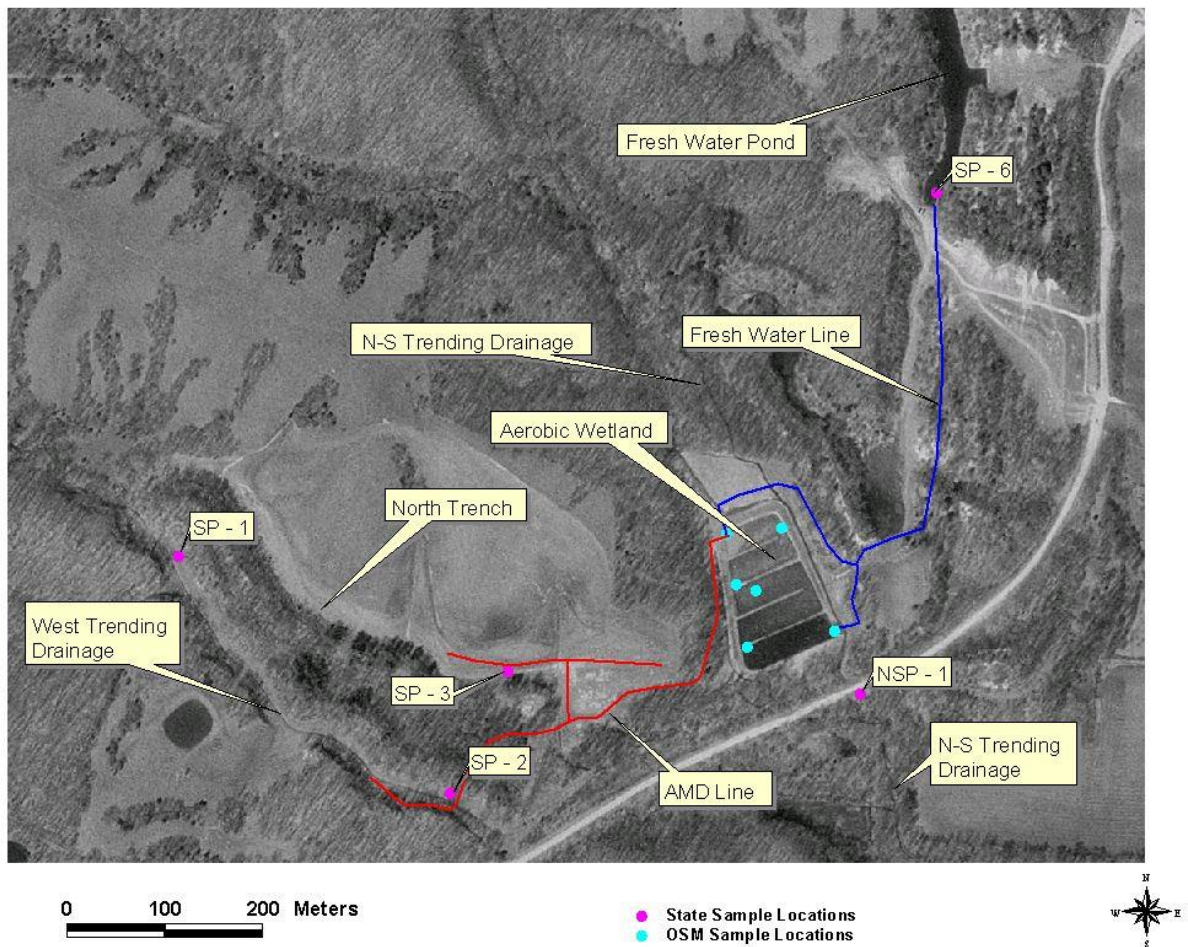 Fresh Water Pond
SP - 6
N-S Trending Drainage
Fresh Water Line
Aerobic Wetland
North Trench
SP - 1
West Trending
Drainage
SP - 3
NSP - 1
SP - 2
N-S Trending
Drainage
AMD Line
0 100 200 Meters
State Sample Locations
OSM Sample Locations
N
W E
S